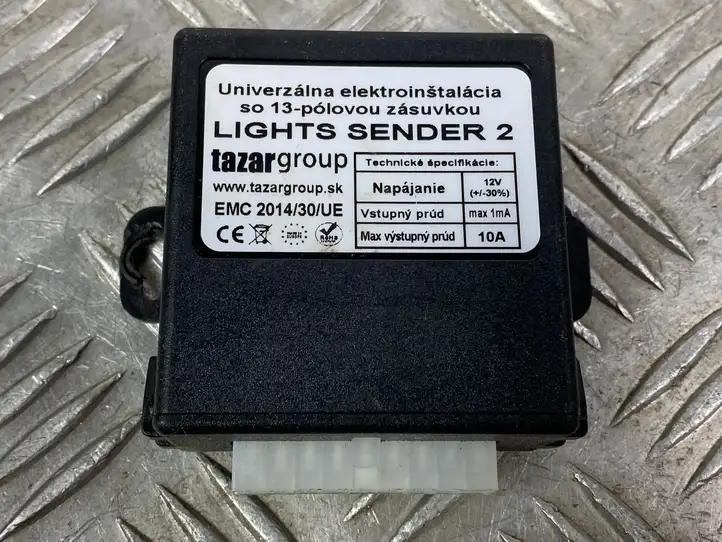 Univerzálna elektroinštalácia
so 13-pólovou zásuvkou
LIGHTS SENDER 2
tazargroup
www.tazargroup.sk
EMC 2014/30/UE
CE
RoHS
Technické špecifikácie:
Napájanie 12V (+/-30%)
Vstupný prúd max 1mA
Max výstupný prúd 10A